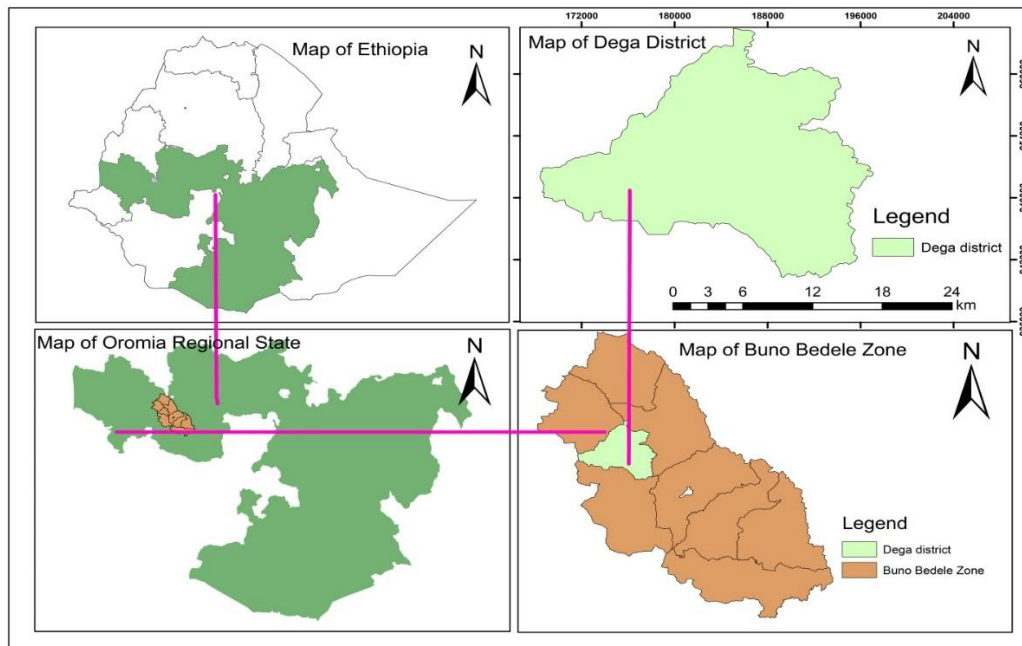 172000 180000 188000 196000 204000
Map of Ethiopia
N
Map of Dega District
N
Legend
Dega district
0 3 6 12 18 24
km
Map of Oromia Regional State
N
Map of Buno Bedele Zone
N
Legend
Dega district
Buno Bedele Zone